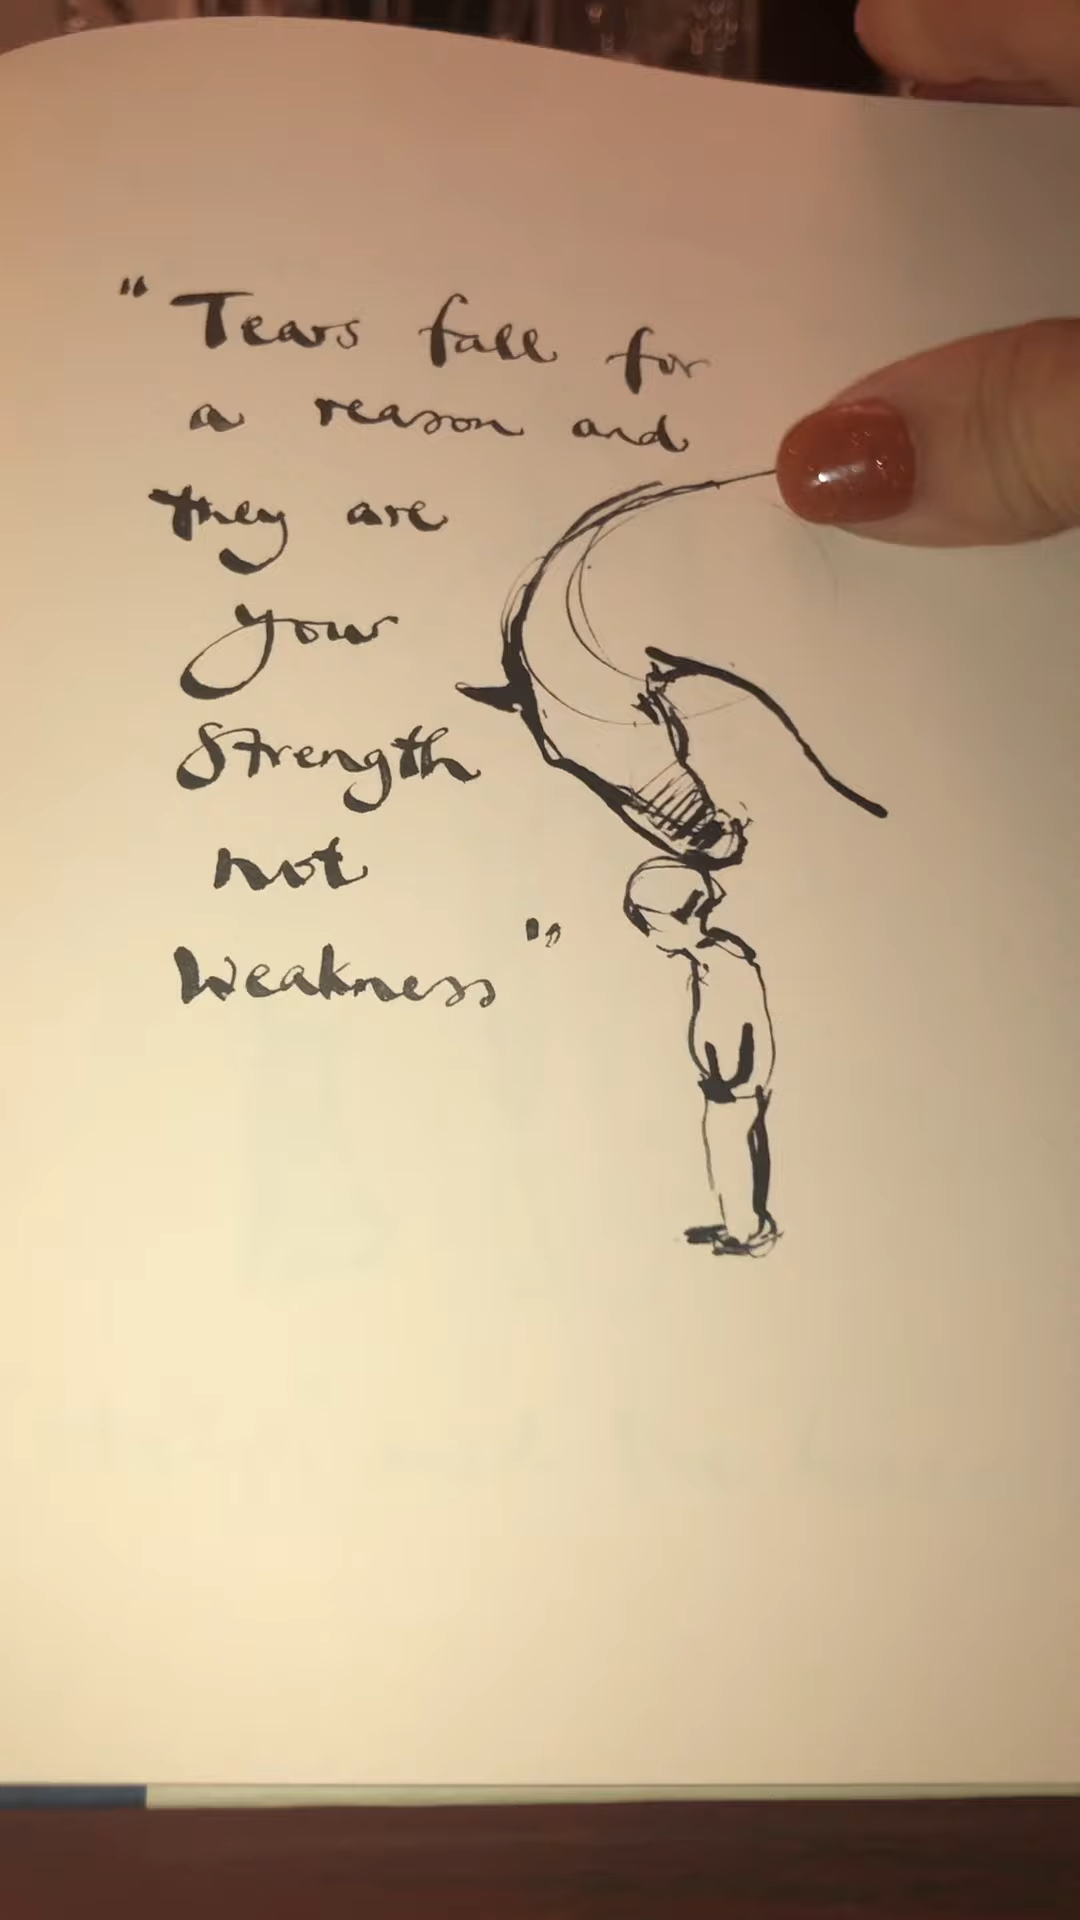 "Tears fall for
a reason and
they are
your
Strength
not
Weakness"